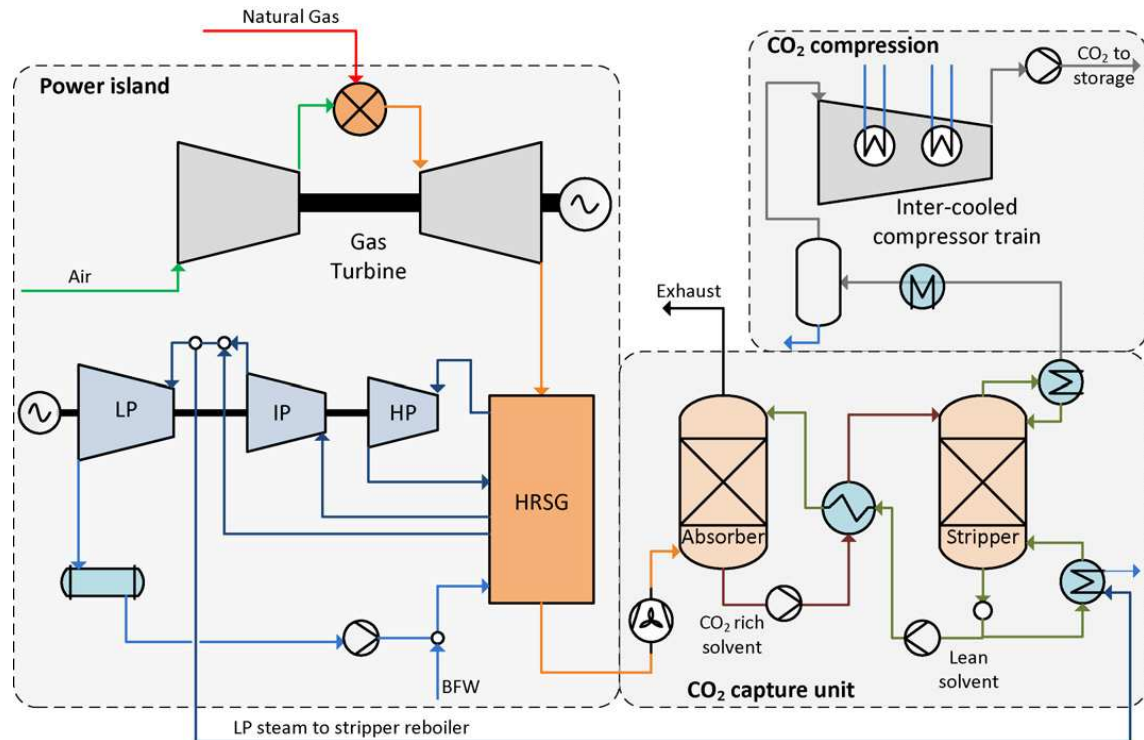 Natural Gas
Power island
Gas
Turbine
Air
LP
IP
HP
HRSG
BFW
LP steam to stripper reboiler
CO₂ compression
CO₂ to
storage
Inter-cooled
compressor train
Exhaust
Absorber
Stripper
CO₂ rich
solvent
Lean
solvent
CO₂ capture unit